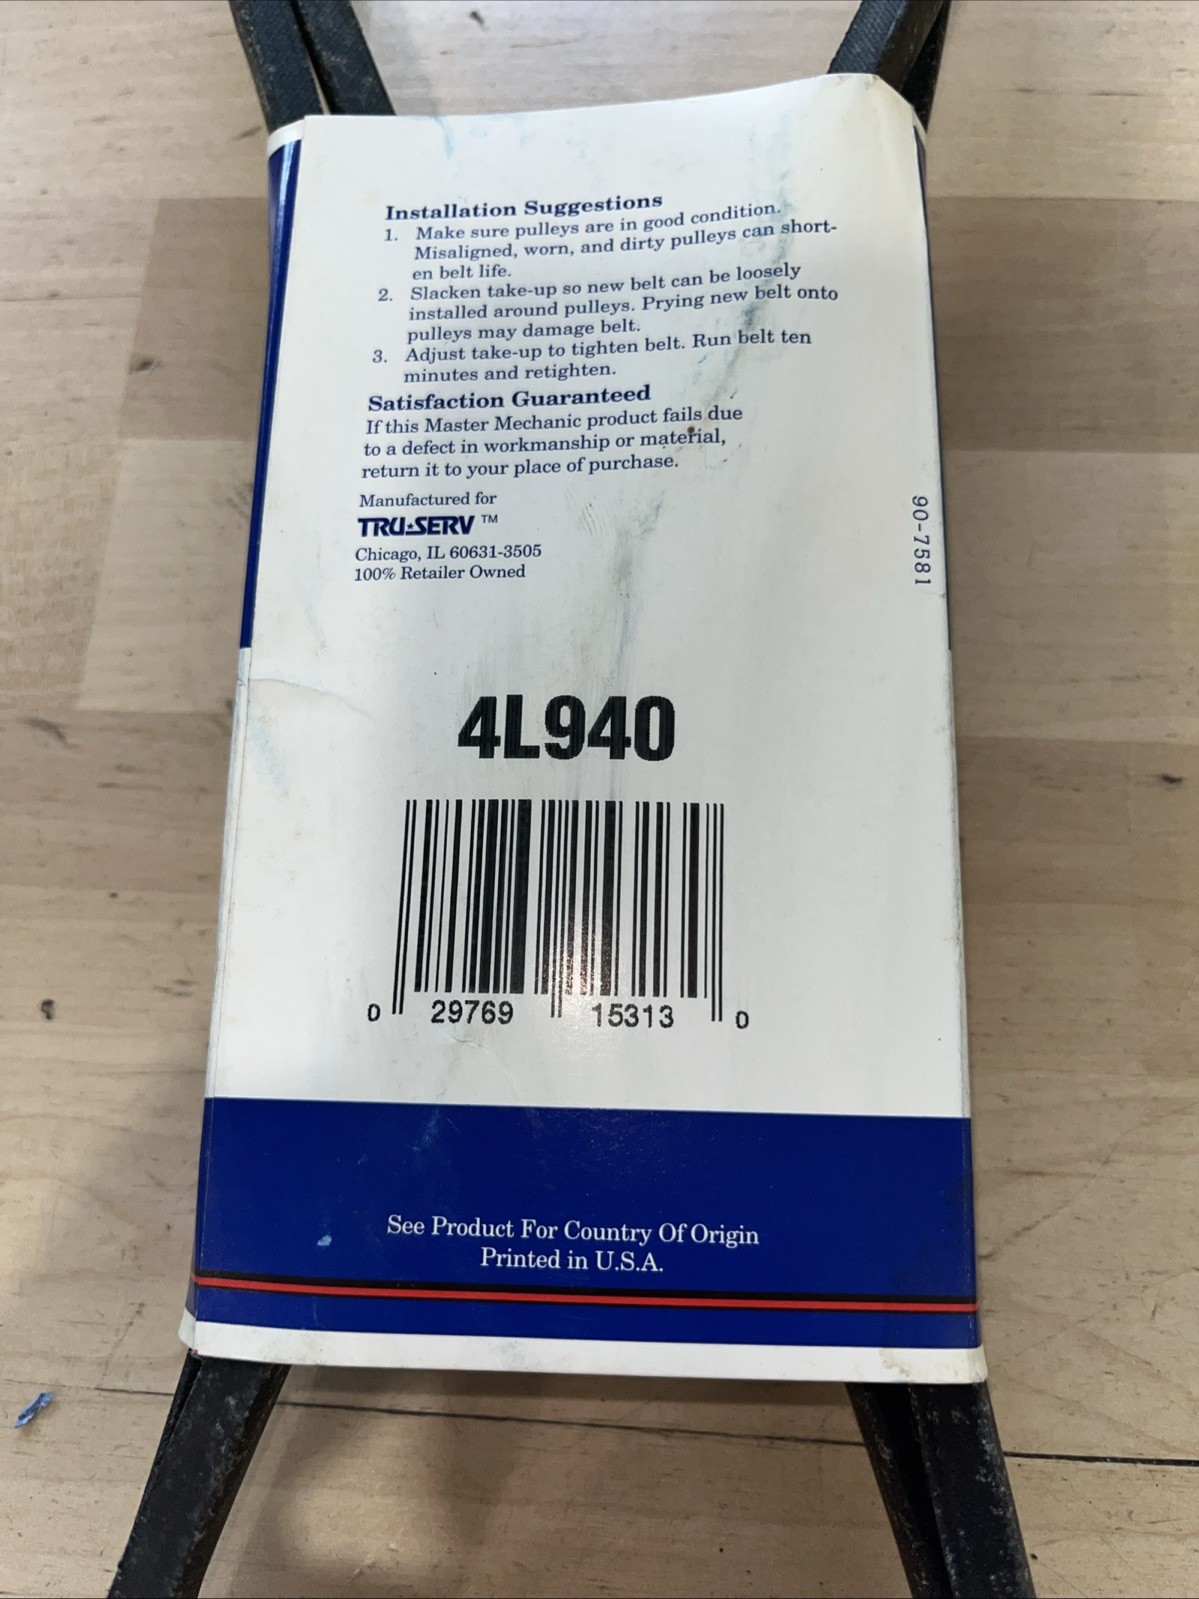 Installation Suggestions
1. Make sure pulleys are in good condition.
Misaligned, worn, and dirty pulleys can short-
en belt life.
2. Slacken take-up so new belt can be loosely
installed around pulleys. Prying new belt onto
pulleys may damage belt.
3. Adjust take-up to tighten belt. Run belt ten
minutes and retighten.
Satisfaction Guaranteed
If this Master Mechanic product fails due
to a defect in workmanship or material,
return it to your place of purchase.
Manufactured for
TRU★SERV ™
Chicago, IL 60631-3505
100% Retailer Owned
90-7581
4L940
0 29769 15313 0
See Product For Country Of Origin
Printed in U.S.A.